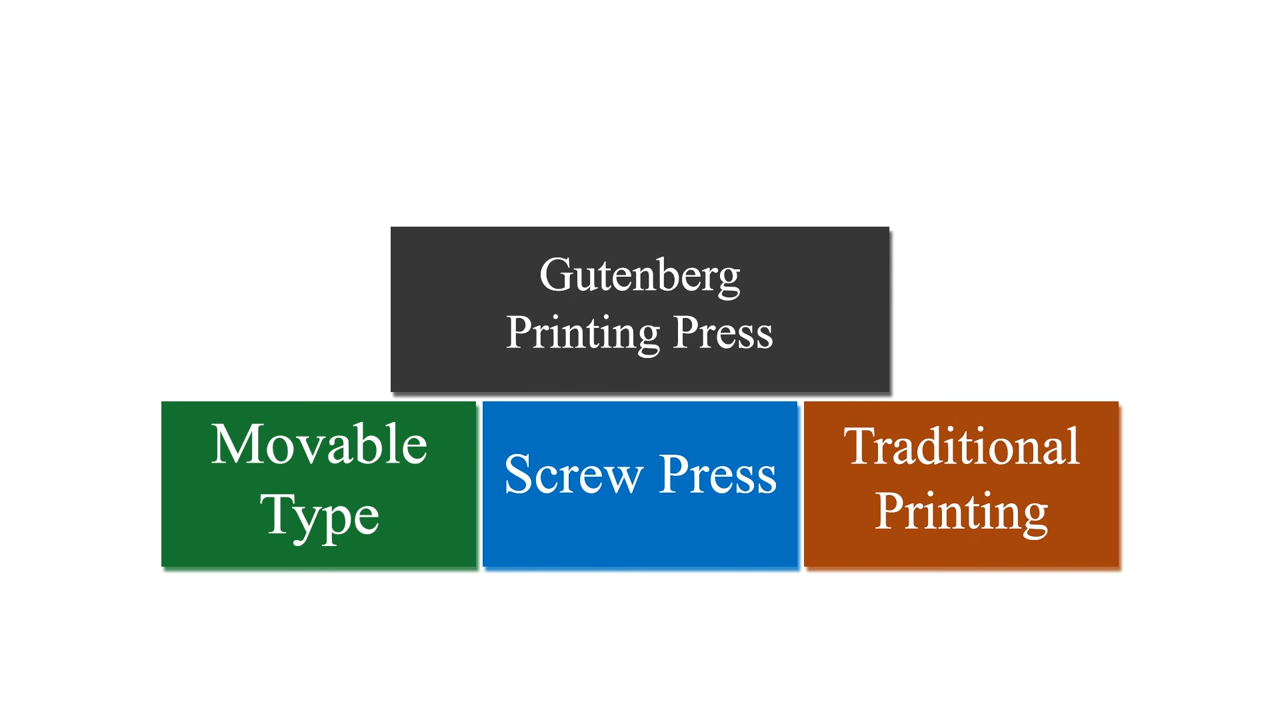 Gutenberg
Printing Press
Movable
Type
Screw Press
Traditional
Printing